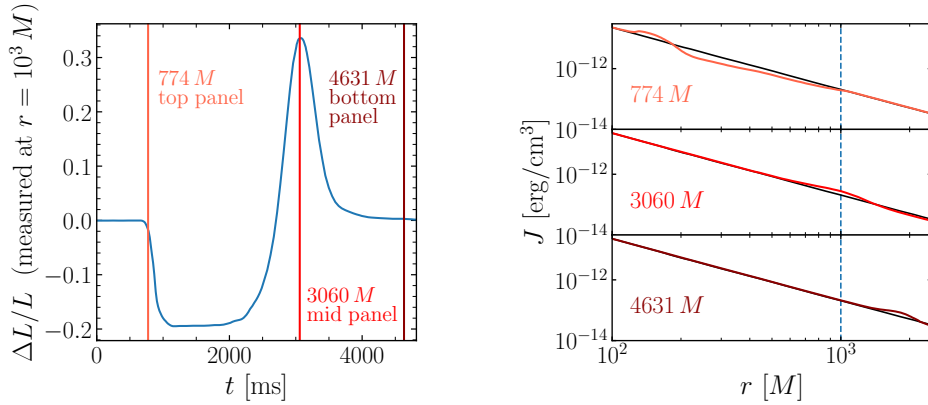 ΔL/L (measured at r = 10³ M)
0.3
0.2
0.1
0.0
−0.1
−0.2
0
2000
4000
t [ms]
774 M
top panel
4631 M
bottom
panel
3060 M
mid panel
J [erg/cm³]
10⁻¹²
10⁻¹⁴
774 M
10⁻¹²
10⁻¹⁴
3060 M
10⁻¹²
10⁻¹⁴
4631 M
10²
10³
r [M]